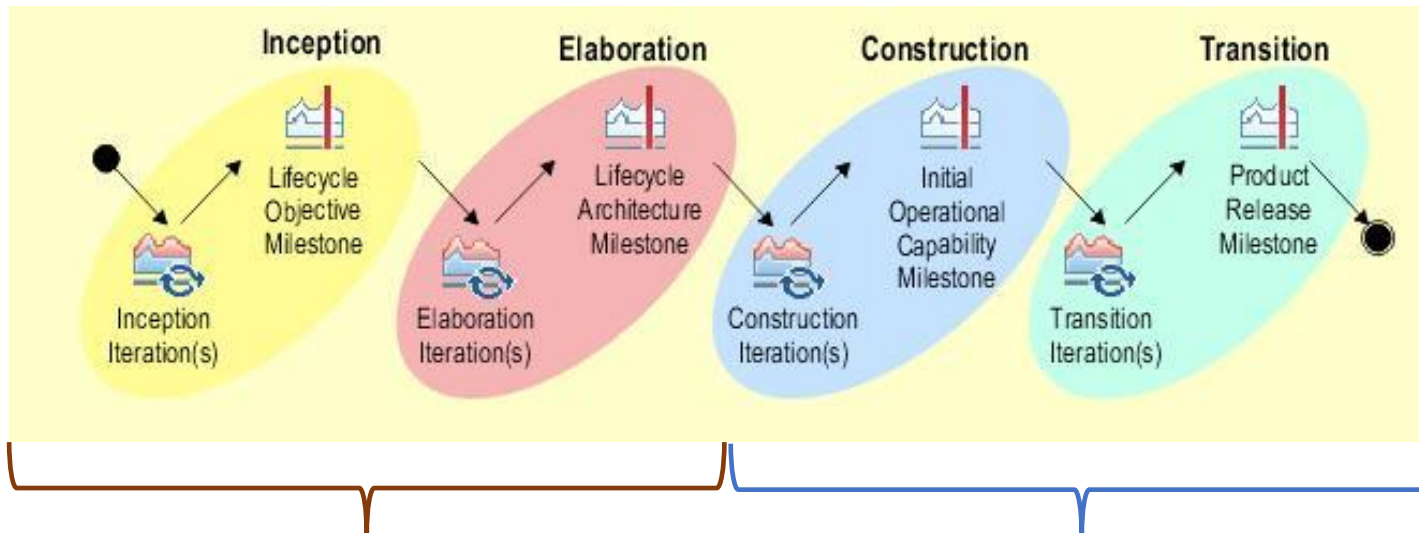 Inception
Elaboration
Construction
Transition
Lifecycle
Objective
Milestone
Inception
Iteration(s)
Lifecycle
Architecture
Milestone
Elaboration
Iteration(s)
Initial
Operational
Capability
Milestone
Construction
Iteration(s)
Product
Release
Milestone
Transition
Iteration(s)